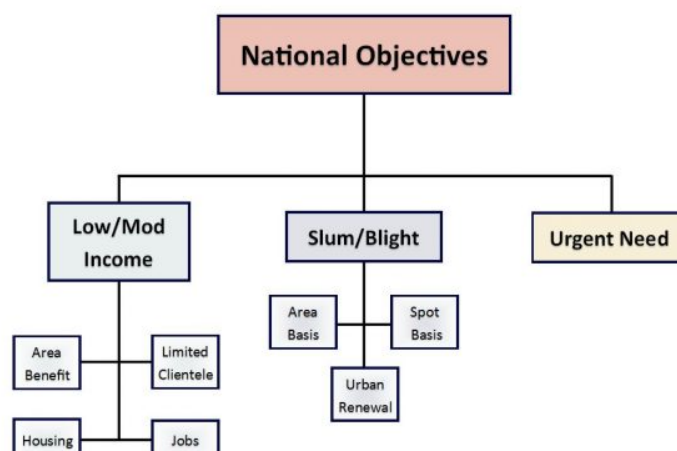 National Objectives
Low/Mod
Income
Slum/Blight
Urgent Need
Area
Benefit
Limited
Clientele
Housing
Jobs
Area
Basis
Spot
Basis
Urban
Renewal